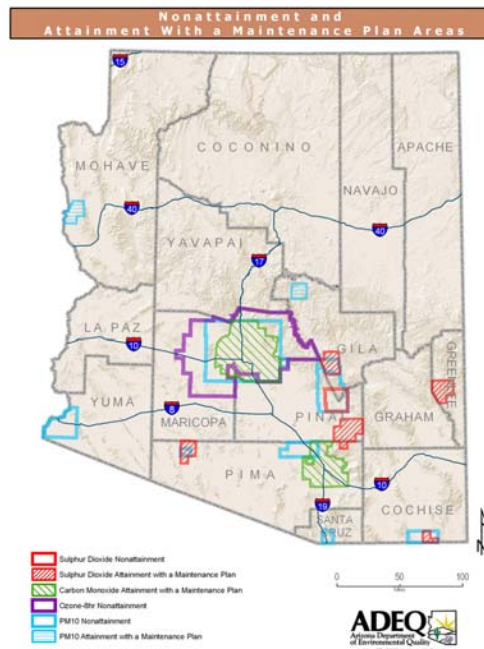 Nonattainment and
Attainment With a Maintenance Plan Areas
15
MOHAVE
COCONINO
APACHE
NAVAJO
40
40
YAVAPAI
17
LA PAZ
10
GILA
GREENLEE
YUMA
8
MARICOPA
PINAL
GRAHAM
PIMA
10
19
SANTA
CRUZ
COCHISE
Sulphur Dioxide Nonattainment
Sulphur Dioxide Attainment with a Maintenance Plan
Carbon Monoxide Attainment with a Maintenance Plan
Ozone-8hr Nonattainment
PM10 Nonattainment
PM10 Attainment with a Maintenance Plan
0 50 100
ADEQ
Arizona Department
of Environmental Quality